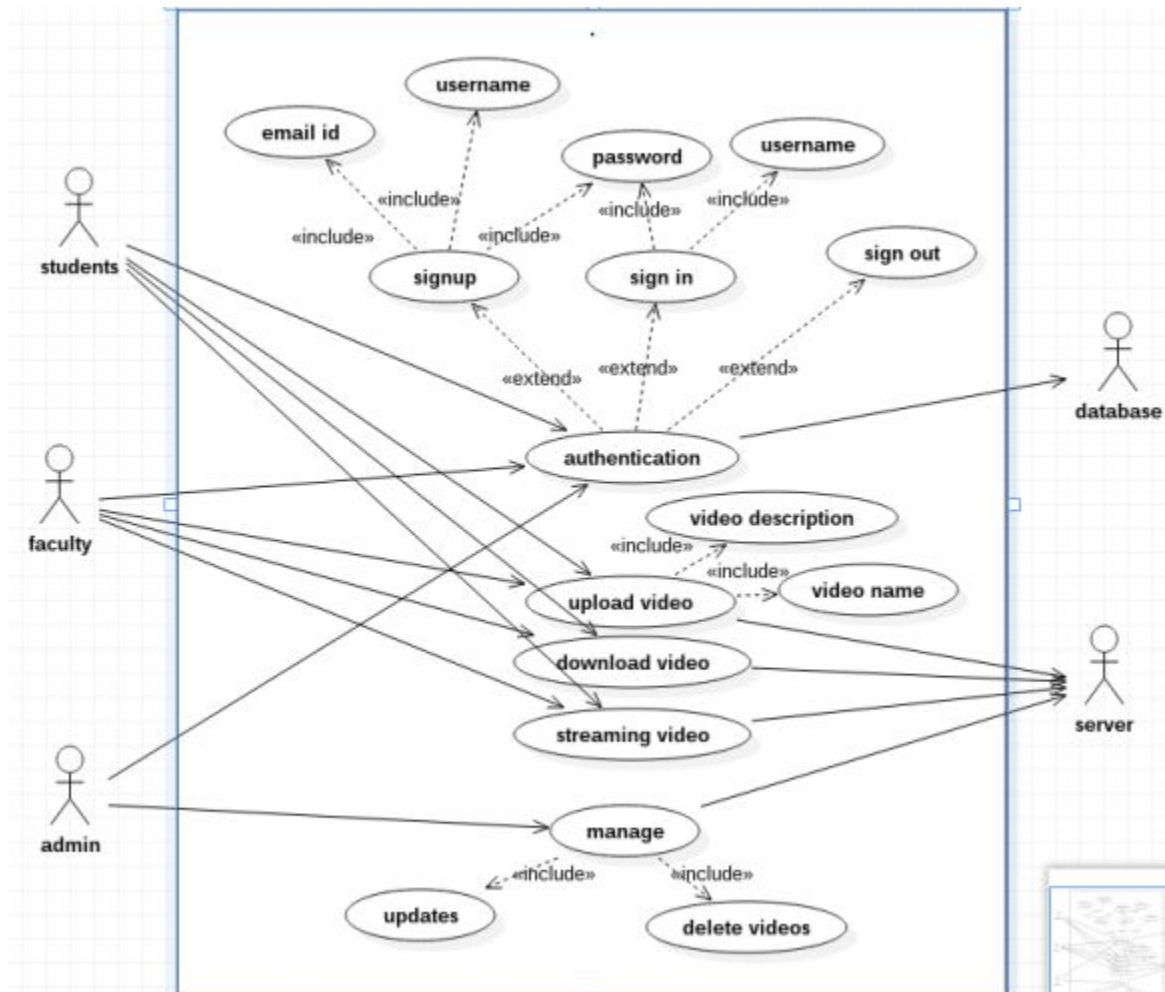 username
email id
password
username
«include»
«include»
«include»
«include»
«include»
signup
sign in
sign out
students
«extend»
«extend»
«extend»
database
authentication
faculty
video description
«include»
«include»
upload video
video name
download video
streaming video
server
admin
manage
«include»
«include»
updates
delete videos